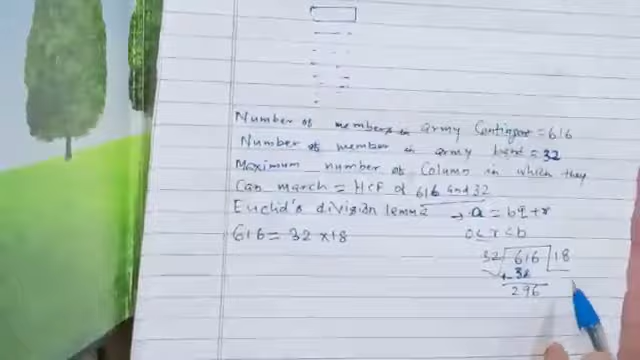 Number of members in army Contingent = 616
Number of member in army band = 32
Maximum number of Column in which they
Can march = HCF of 616 and 32
Euclid's division lemma → a = bq + r
0 ≤ r < b
616 = 32 × 18
32 616 18
- 32
296